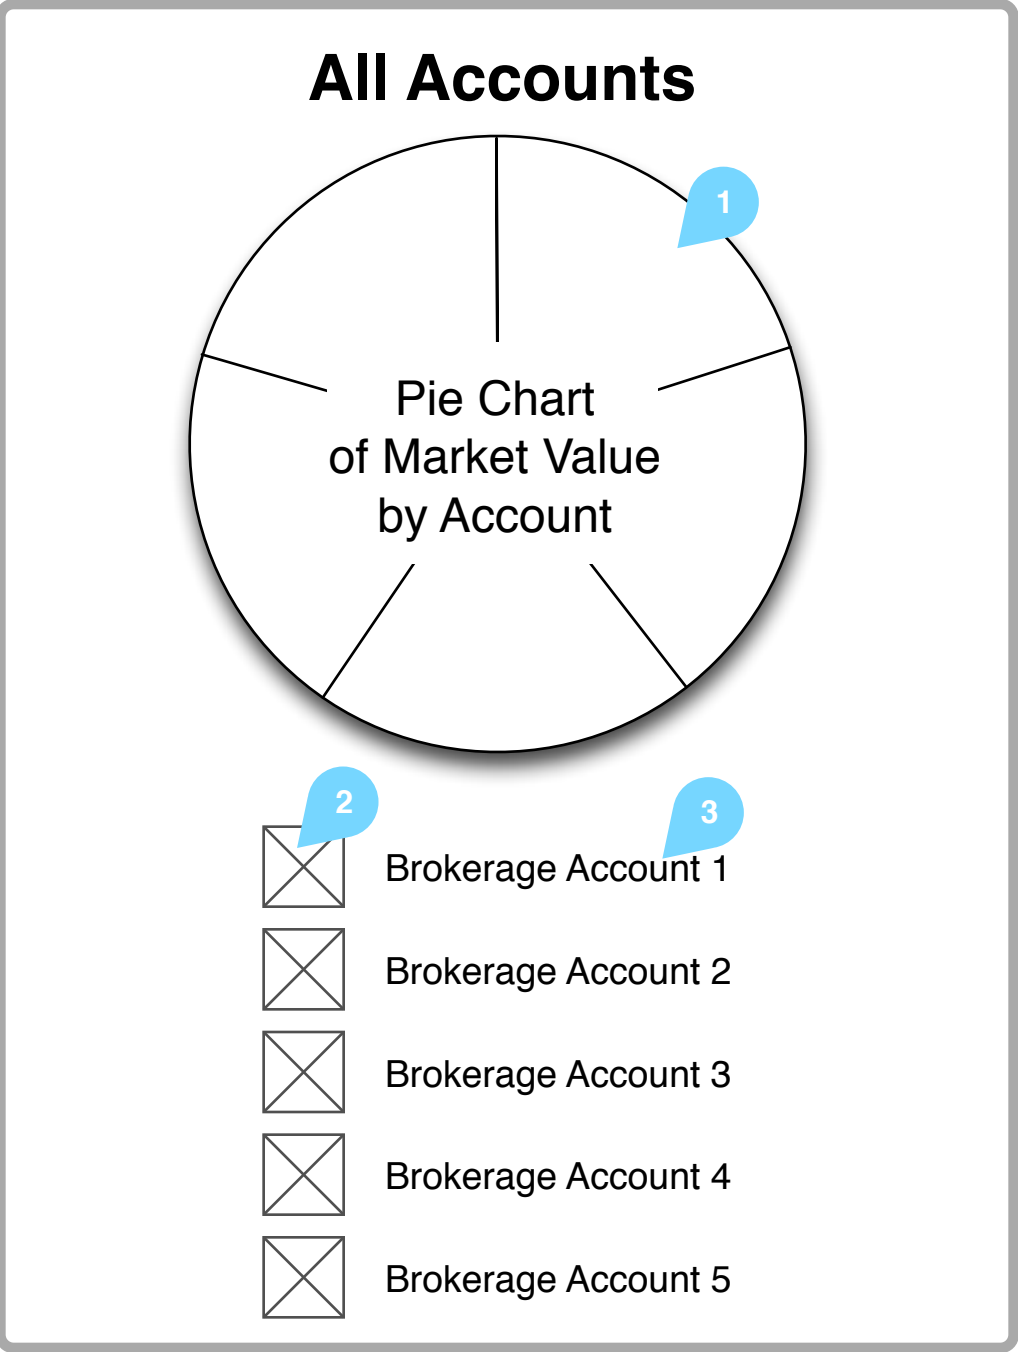 All Accounts
1
Pie Chart
of Market Value
by Account
2
3
Brokerage Account 1
Brokerage Account 2
Brokerage Account 3
Brokerage Account 4
Brokerage Account 5